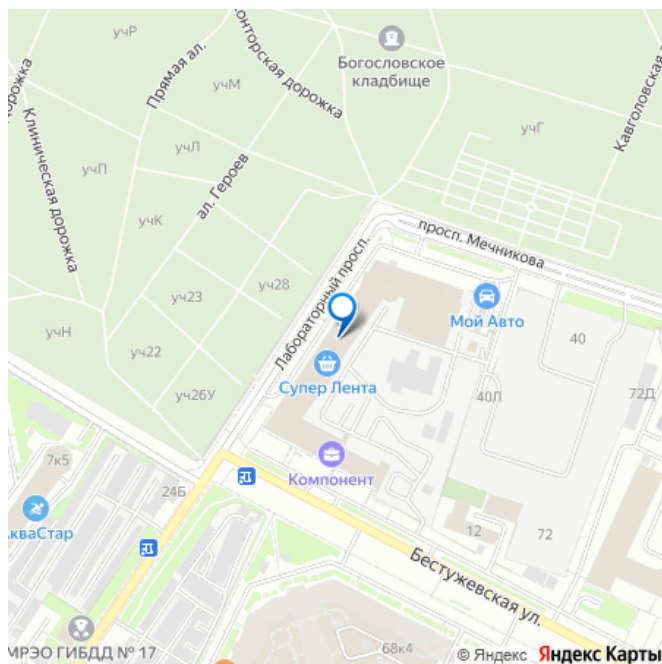 учР
Прямая ал.
Конторская дорожка
Богословское
кладбище
Кавголовская
дорожка
Клиническая дорожка
учМ
учГ
учЛ
учП
ал. Героев
учК
просп. Мечникова
Лабораторный просп.
уч28
уч23
Мой Авто
учН
уч22
40
Супер Лента
72Д
уч26У
40Л
7к5
Компонент
24Б
АкваСтар
12
72
Бестужевская ул.
МРЭО ГИБДД № 17
68к4
© Яндекс Яндекс Карты